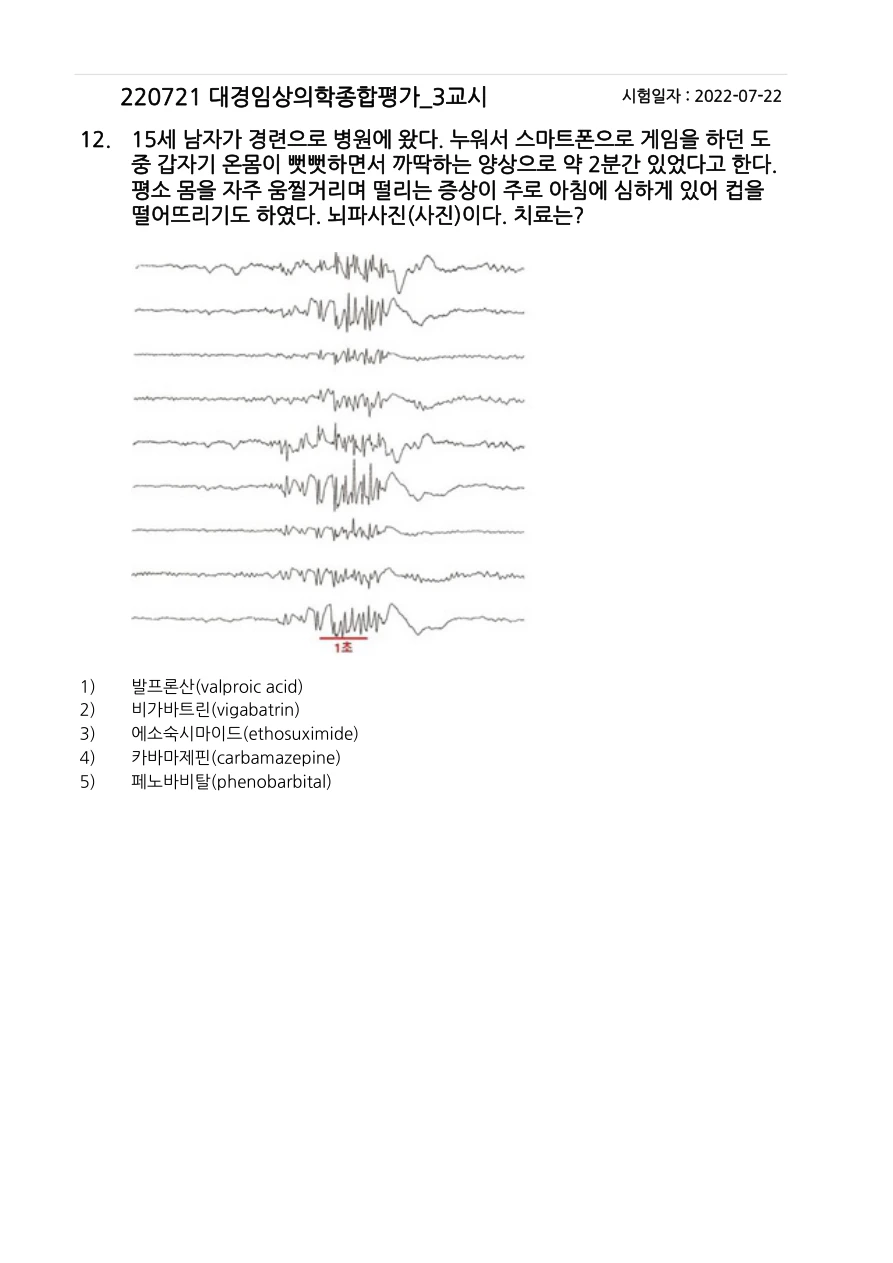 220721 대경임상의학종합평가_3교시
시험일자 : 2022-07-22
12. 15세 남자가 경련으로 병원에 왔다. 누워서 스마트폰으로 게임을 하던 도
중 갑자기 온몸이 뻣뻣하면서 까딱하는 양상으로 약 2분간 있었다고 한다.
평소 몸을 자주 움찔거리며 떨리는 증상이 주로 아침에 심하게 있어 컵을
떨어뜨리기도 하였다. 뇌파사진(사진)이다. 치료는?
1초
1) 발프론산(valproic acid)
2) 비가바트린(vigabatrin)
3) 에소숙시마이드(ethosuximide)
4) 카바마제핀(carbamazepine)
5) 페노바비탈(phenobarbital)